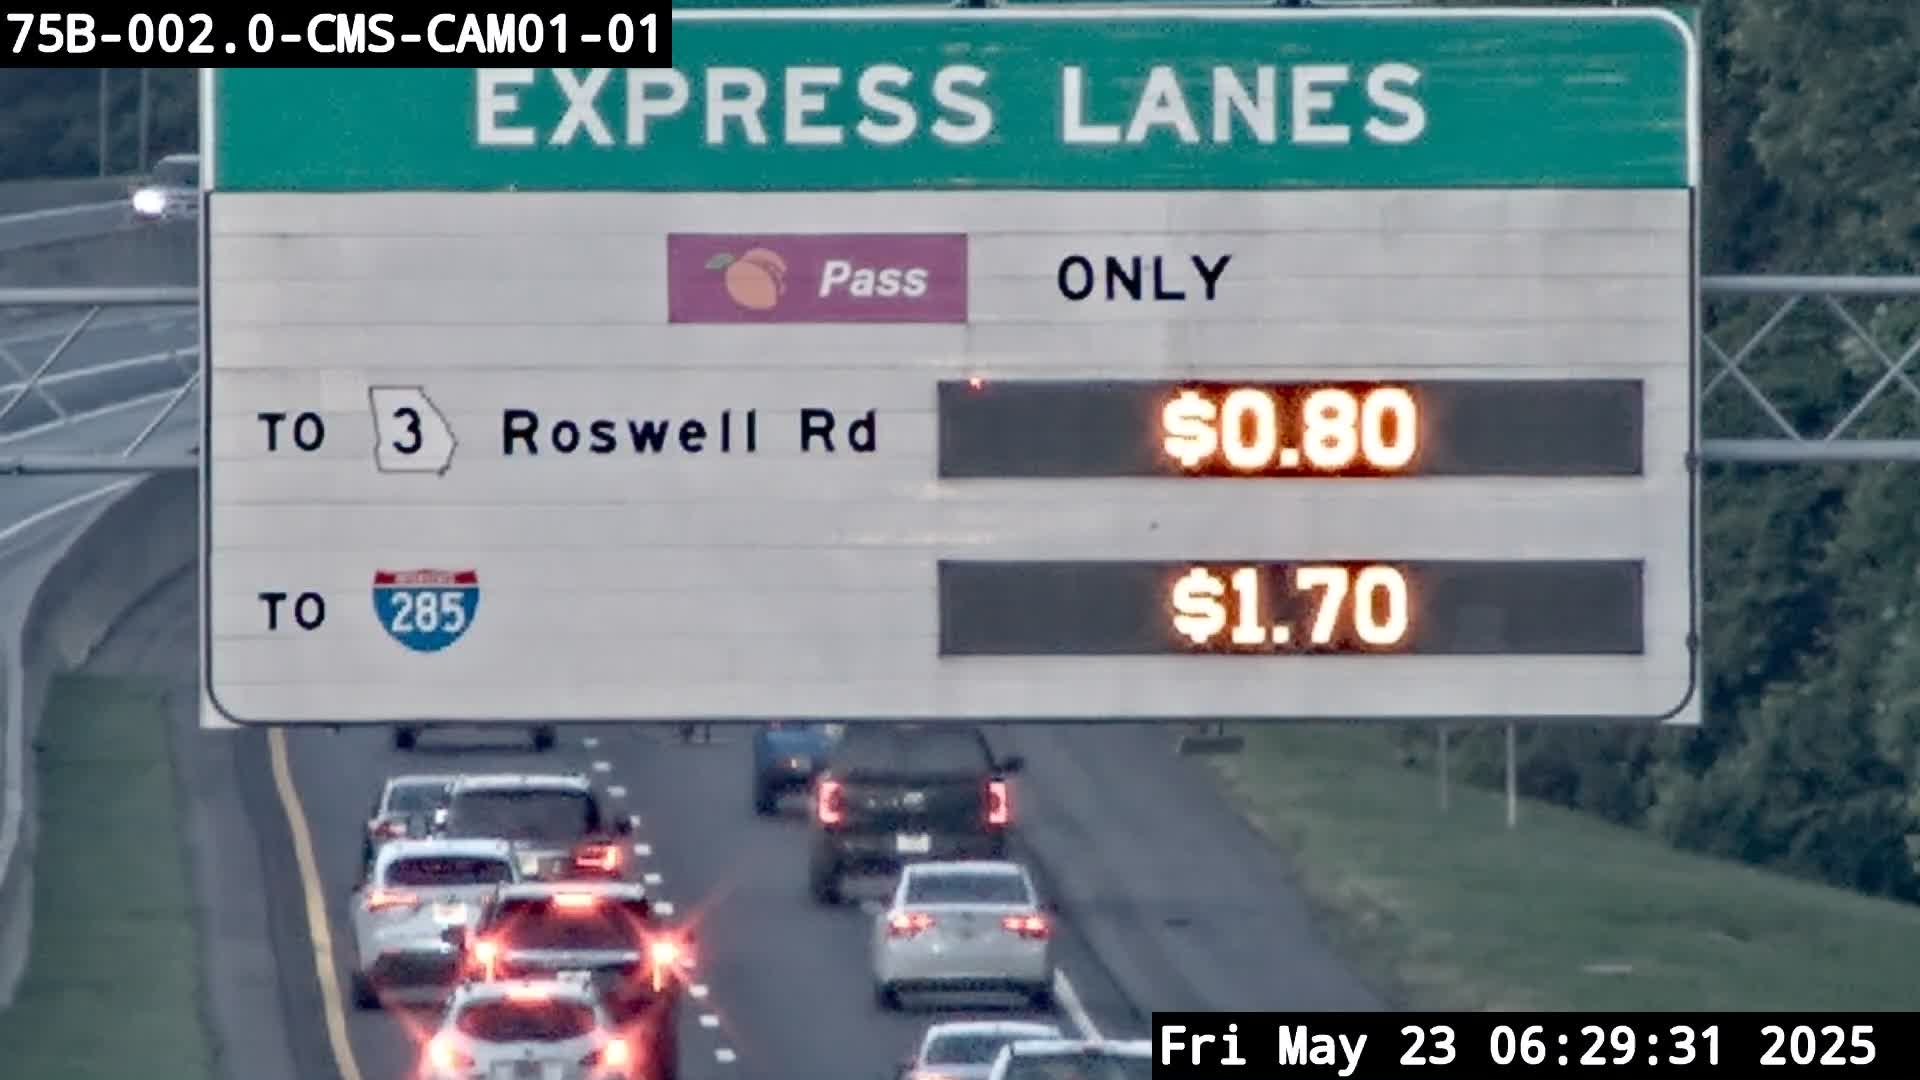 75B-002.0-CMS-CAM01-01
EXPRESS LANES
Pass ONLY
TO 3 Roswell Rd $0.80
TO 285 $1.70
Fri May 23 06:29:31 2025